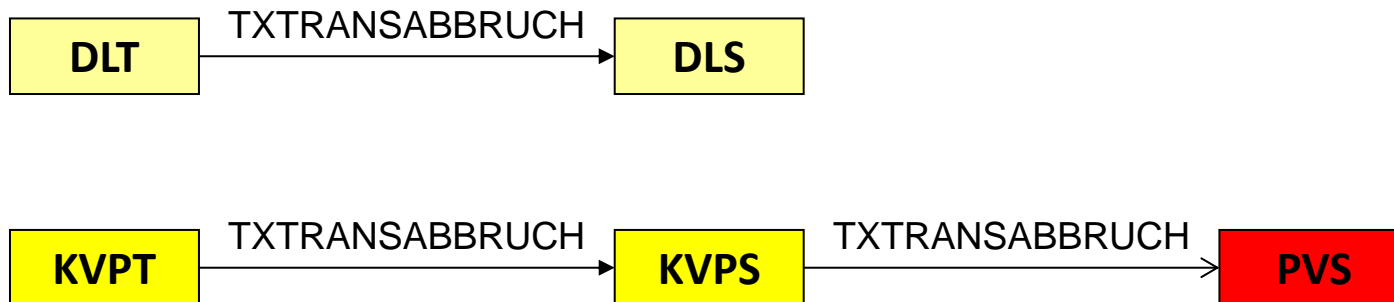 TXTRANSABBRUCH
DLT DLS
TXTRANSABBRUCH TXTRANSABBRUCH
KVPT KVPS PVS